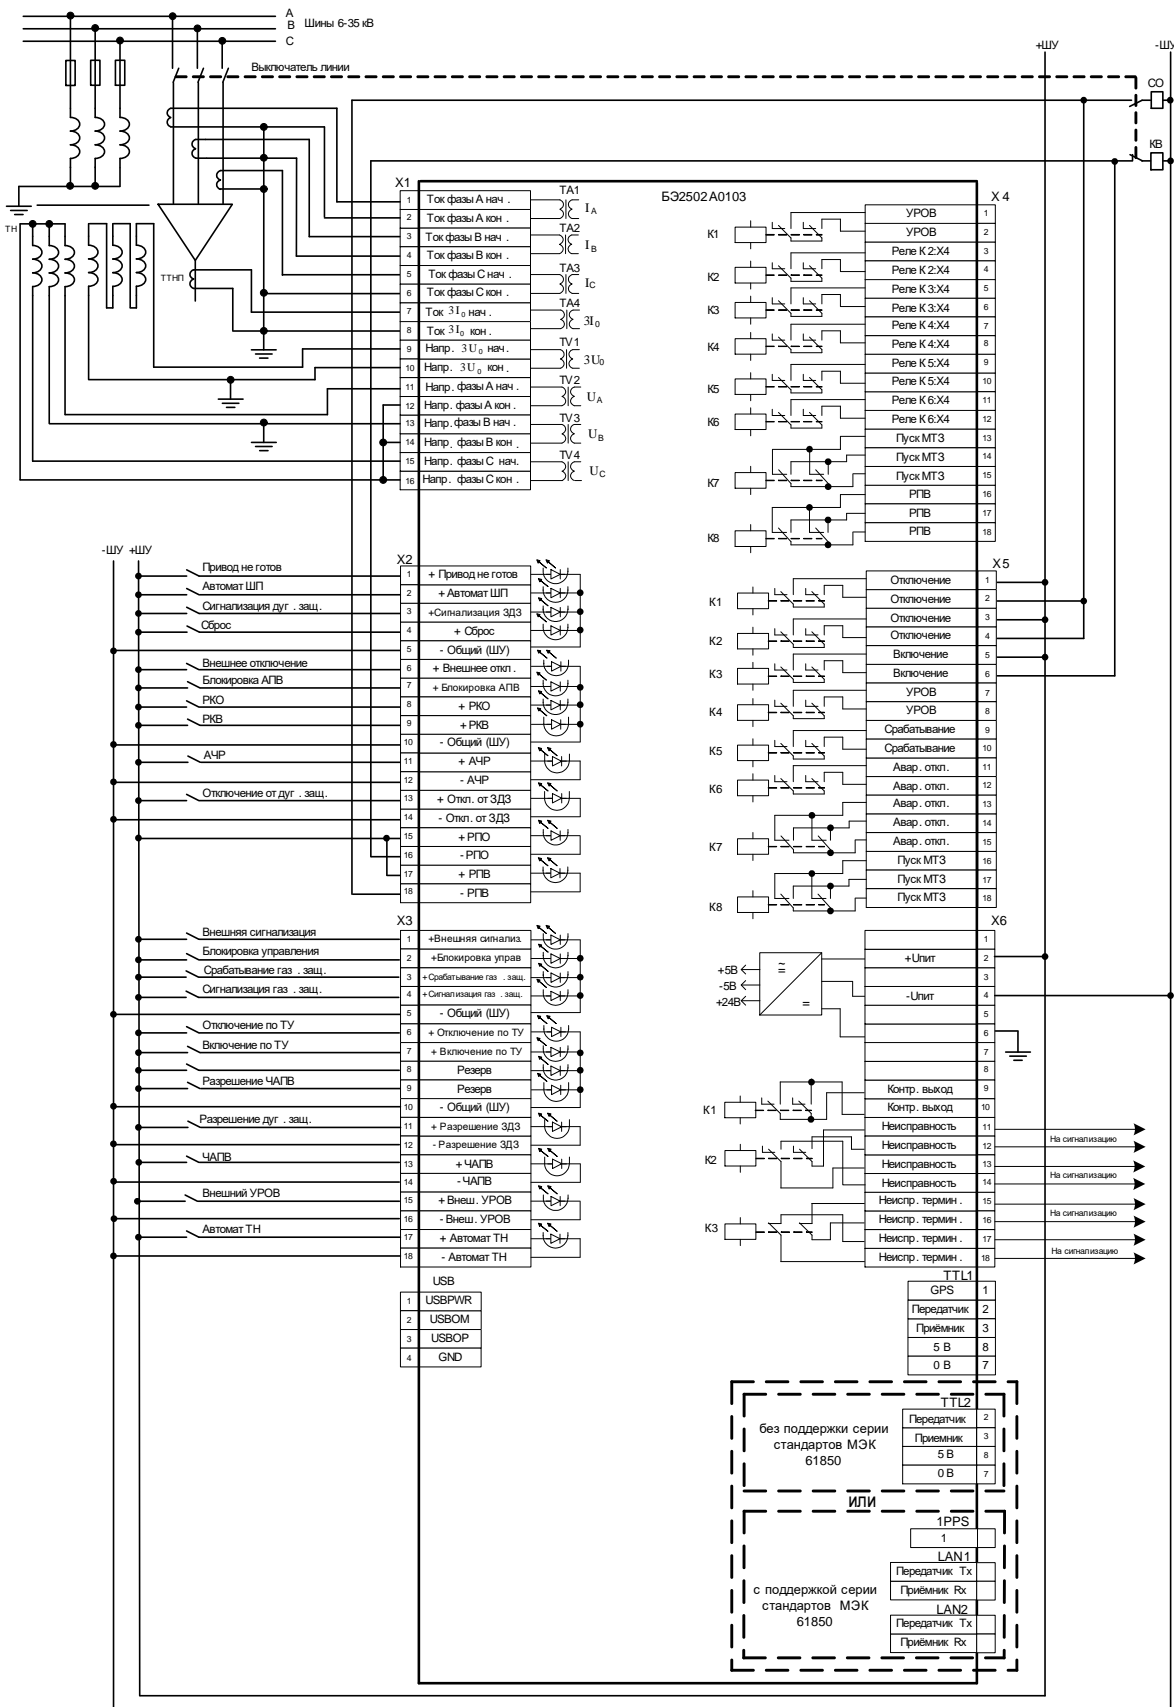 A
B
C
Шины 6-35 кВ
Выключатель линии
+ШУ
-ШУ
СО
КВ
ТН
ТТНП
БЭ2502А0103
X1
1 Ток фазы А нач .
2 Ток фазы А кон .
3 Ток фазы В нач .
4 Ток фазы В кон .
5 Ток фазы С нач .
6 Ток фазы С кон .
7 Ток 3I0 нач .
8 Ток 3I0 кон .
9 Напр. 3U0 нач.
10 Напр. 3U0 кон .
11 Напр. фазы А нач .
12 Напр. фазы А кон .
13 Напр. фазы В нач .
14 Напр. фазы В кон .
15 Напр. фазы С нач.
16 Напр. фазы С кон .
TA1
IA
TA2
IB
TA3
IC
TA4
3I0
TV1
3U0
TV2
UA
TV3
UB
TV4
UC
X4
УРОВ 1
УРОВ 2
Реле К2:X4 3
Реле К2:X4 4
Реле К3:X4 5
Реле К3:X4 6
Реле К4:X4 7
Реле К4:X4 8
Реле К5:X4 9
Реле К5:X4 10
Реле К6:X4 11
Реле К6:X4 12
Пуск МТЗ 13
Пуск МТЗ 14
Пуск МТЗ 15
РПВ 16
РПВ 17
РПВ 18
К1
К2
К3
К4
К5
К6
К7
К8
-ШУ +ШУ
Привод не готов
Автомат ШП
Сигнализация дуг . защ.
Сброс
Внешнее отключение
Блокировка АПВ
РКО
РКВ
АЧР
Отключение от дуг . защ.
X2
1 + Привод не готов
2 + Автомат ШП
3 +Сигнализация ЗДЗ
4 + Сброс
5 - Общий (ШУ)
6 + Внешнее откл .
7 + Блокировка АПВ
8 + РКО
9 + РКВ
10 - Общий (ШУ)
11 + АЧР
12 - АЧР
13 + Откл. от ЗДЗ
14 - Откл. от ЗДЗ
15 + РПО
16 - РПО
17 + РПВ
18 - РПВ
X5
Отключение 1
Отключение 2
Отключение 3
Отключение 4
Включение 5
Включение 6
УРОВ 7
УРОВ 8
Срабатывание 9
Срабатывание 10
Авар. откл. 11
Авар. откл. 12
Авар. откл. 13
Авар. откл. 14
Авар. откл. 15
Пуск МТЗ 16
Пуск МТЗ 17
Пуск МТЗ 18
К1
К2
К3
К4
К5
К6
К7
К8
Внешняя сигнализация
Блокировка управления
Срабатывание газ . защ.
Сигнализация газ . защ.
Отключение по ТУ
Включение по ТУ
Разрешение ЧАПВ
Разрешение дуг . защ.
ЧАПВ
Внешний УРОВ
Автомат ТН
X3
1 +Внешняя сигнализ.
2 +Блокировка управ
3 +Срабатывание газ . защ.
4 +Сигнализация газ . защ.
5 - Общий (ШУ)
6 + Отключение по ТУ
7 + Включение по ТУ
8 Резерв
9 Резерв
10 - Общий (ШУ)
11 + Разрешение ЗДЗ
12 - Разрешение ЗДЗ
13 + ЧАПВ
14 - ЧАПВ
15 + Внеш. УРОВ
16 - Внеш. УРОВ
17 + Автомат ТН
18 - Автомат ТН
X6
1
+Uпит 2
3
-Uпит 4
5
6
7
8
Контр. выход 9
Контр. выход 10
Неисправность 11
Неисправность 12
Неисправность 13
Неисправность 14
Неиспр. термин . 15
Неиспр. термин . 16
Неиспр. термин . 17
Неиспр. термин . 18
+5В
-5В
+24В
~
=
=
К1
К2
К3
На сигнализацию
На сигнализацию
На сигнализацию
На сигнализацию
USB
1 USBPWR
2 USBOM
3 USBOP
4 GND
TTL1
GPS 1
Передатчик 2
Приёмник 3
5 В 8
0 В 7
TTL2
Передатчик 2
Приемник 3
5 В 8
0 В 7
без поддержки серии
стандартов МЭК
61850
ИЛИ
1PPS
1
LAN1
Передатчик Tx
Приёмник Rx
LAN2
Передатчик Tx
Приёмник Rx
с поддержкой серии
стандартов МЭК
61850